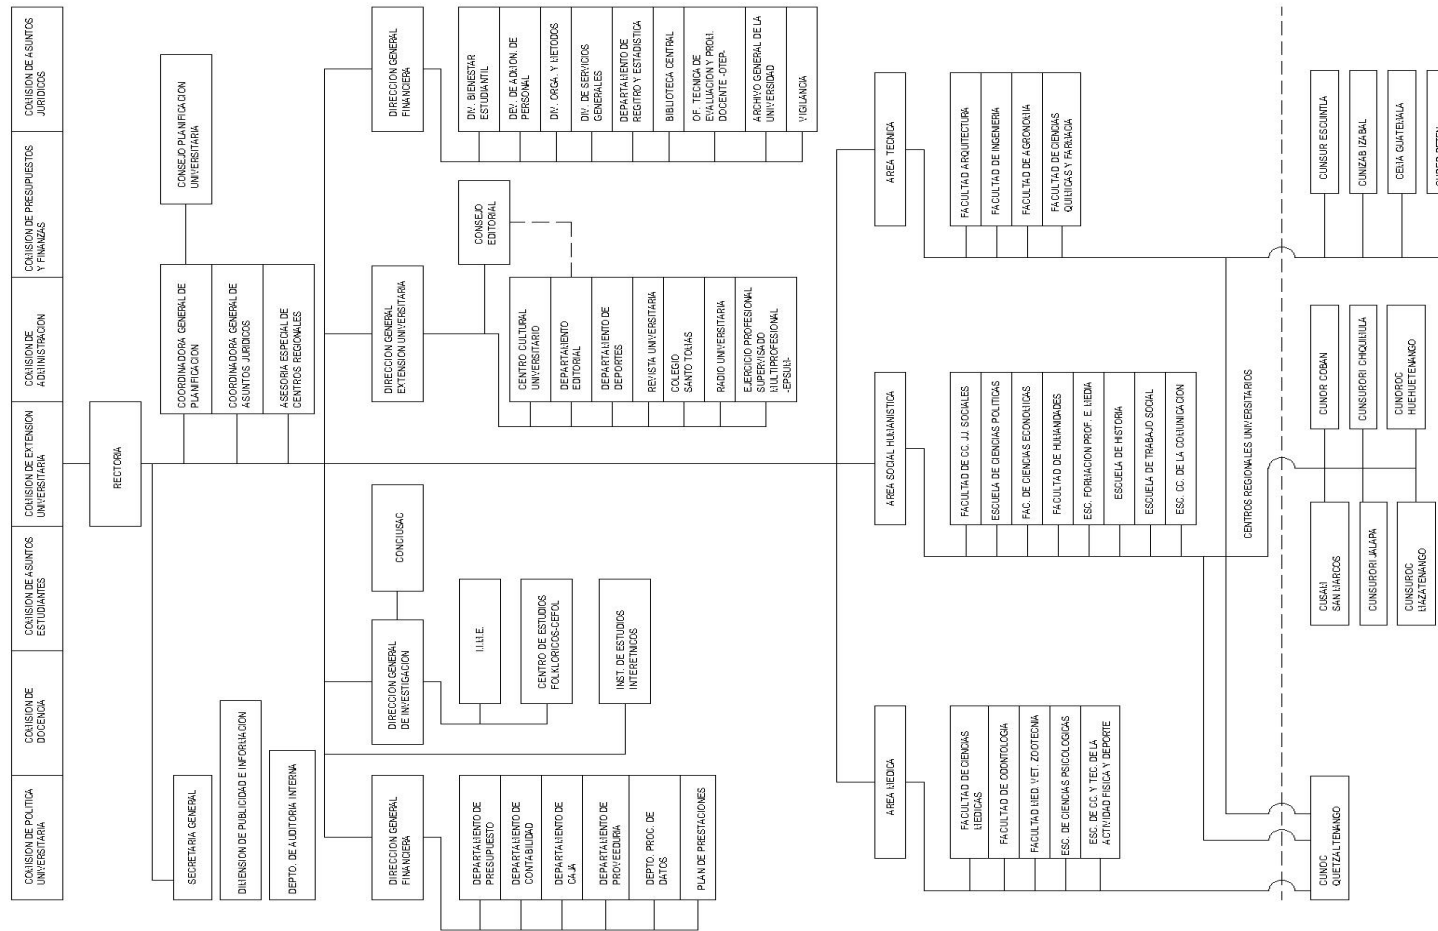 COMISION DE POLITICA
UNIVERSITARIA
COMISION DE
DOCENCIA
COMISION DE ASUNTOS
ESTUDIANTES
COMISION DE EXTENSION
UNIVERSITARIA
COMISION DE
ADMINISTRACION
COMISION DE PRESUPUESTOS
Y FINANZAS
COMISION DE ASUNTOS
JURIDICOS
RECTORIA
SECRETARIA GENERAL
DIMENSION DE PUBLICIDAD E INFORMACION
DEPTO. DE AUDITORIA INTERNA
COORDINADORA GENERAL DE
PLANIFICACION
COORDINADORA GENERAL DE
ASUNTOS JURIDICOS
ASESORIA ESPECIAL DE
CENTROS REGIONALES
CONSEJO PLANIFICACION
UNIVERSITARIA
DIRECCION GENERAL
FINANCIERA
DEPARTAMENTO DE
PRESUPUESTO
DEPARTAMENTO DE
CONTABILIDAD
DEPARTAMENTO DE
CAJA
DEPARTAMENTO DE
PROVEEDURIA
DEPTO. PROC. DE
DATOS
PLAN DE PRESTACIONES
DIRECCION GENERAL
DE INVESTIGACION
CONCIUSAC
I.I.M.E.
CENTRO DE ESTUDIOS
FOLKLORICOS-CEFOL
INST. DE ESTUDIOS
INTERETNICOS
DIRECCION GENERAL
EXTENSION UNIVERSITARIA
CONSEJO
EDITORIAL
CENTRO CULTURAL
UNIVERSITARIO
DEPARTAMENTO
EDITORIAL
DEPARTAMENTO DE
DEPORTES
REVISTA UNIVERSITARIA
COLEGIO
SANTO TOMAS
RADIO UNIVERSITARIA
EJERCICIO PROFESIONAL
SUPERVISADO
MULTIPROFESIONAL
-EPSUM-
DIRECCION GENERAL
FINANCIERA
DIV. BIENESTAR
ESTUDIANTIL
DEV. DE ADMON. DE
PERSONAL
DIV. ORGA. Y METODOS
DIV. DE SERVICIOS
GENERALES
DEPARTAMENTO DE
REGITRO Y ESTADISTICA
BIBLIOTECA CENTRAL
OF. TECNICA DE
EVALUACION Y PROM.
DOCENTE -OTEP-
ARCHIVO GENERAL DE LA
UNIVERSIDAD
VIGILANCIA
AREA MEDICA
FACULTAD DE CIENCIAS
MEDICAS
FACULTAD DE ODONTOLOGIA
FACULTAD MED. VET. ZOOTECNIA
ESC. DE CIENCIAS PSICOLOGICAS
ESC. DE CC. Y TEC. DE LA
ACTIVIDAD FISICA Y DEPORTE
AREA SOCIAL HUMANISTICA
FACULTAD DE CC. JJ. SOCIALES
ESCUELA DE CIENCIAS POLITICAS
FAC. DE CIENCIAS ECONOMICAS
FACULTAD DE HUMANIDADES
ESC. FORMACION PROF. E. MEDIA
ESCUELA DE HISTORIA
ESCUELA DE TRABAJO SOCIAL
ESC. CC. DE LA COMUNICACION
AREA TECNICA
FACULTAD ARQUITECTURA
FACULTAD DE INGENIERIA
FACULTAD DE AGRONOMIA
FACULTAD DE CIENCIAS
QUIMICAS Y FARMACIA
CENTROS REGIONALES UNIVERSITARIOS
CUNOC
QUETZALTENANGO
CUSAM
SAN MARCOS
CUNSURORI JALAPA
CUNSUROC
MAZATENANGO
CUNOR COBAN
CUNSURORI CHIQUIMULA
CUNOROC
HUEHUETENANGO
CUNSUR ESCUINTLA
CUNIZAB IZABAL
CEMA GUATEMALA